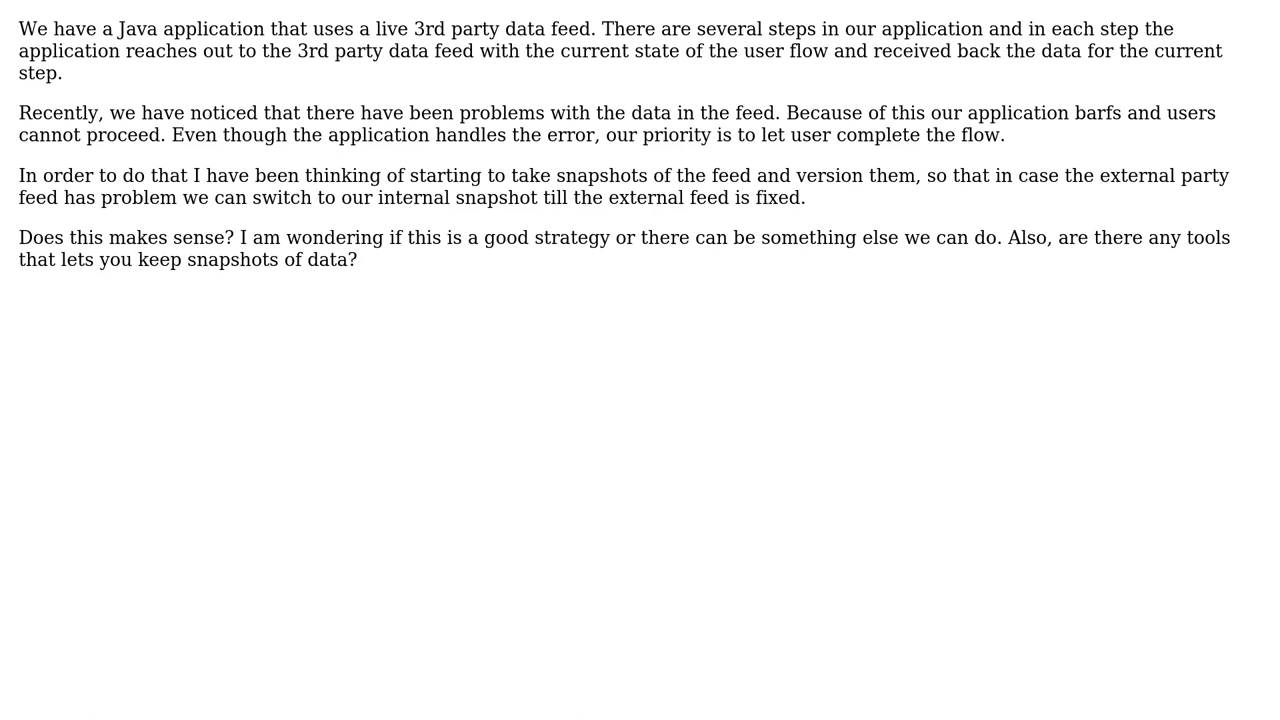 We have a Java application that uses a live 3rd party data feed. There are several steps in our application and in each step the
application reaches out to the 3rd party data feed with the current state of the user flow and received back the data for the current
step.
Recently, we have noticed that there have been problems with the data in the feed. Because of this our application barfs and users
cannot proceed. Even though the application handles the error, our priority is to let user complete the flow.
In order to do that I have been thinking of starting to take snapshots of the feed and version them, so that in case the external party
feed has problem we can switch to our internal snapshot till the external feed is fixed.
Does this makes sense? I am wondering if this is a good strategy or there can be something else we can do. Also, are there any tools
that lets you keep snapshots of data?